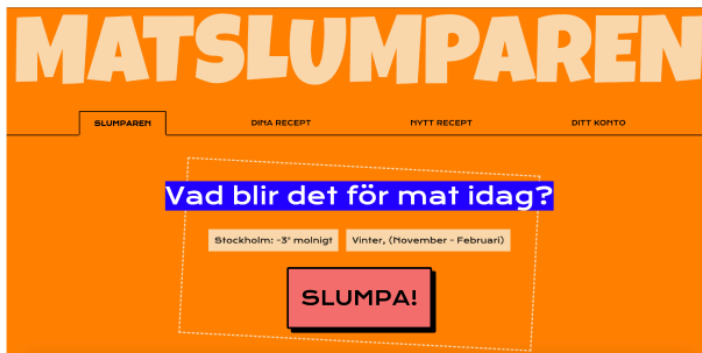 MATSLUMPAREN
SLUMPAREN DINA RECEPT NYTT RECEPT DITT KONTO
Vad blir det för mat idag?
Stockholm: -3° molnigt Vinter, (November - Februari)
SLUMPA!